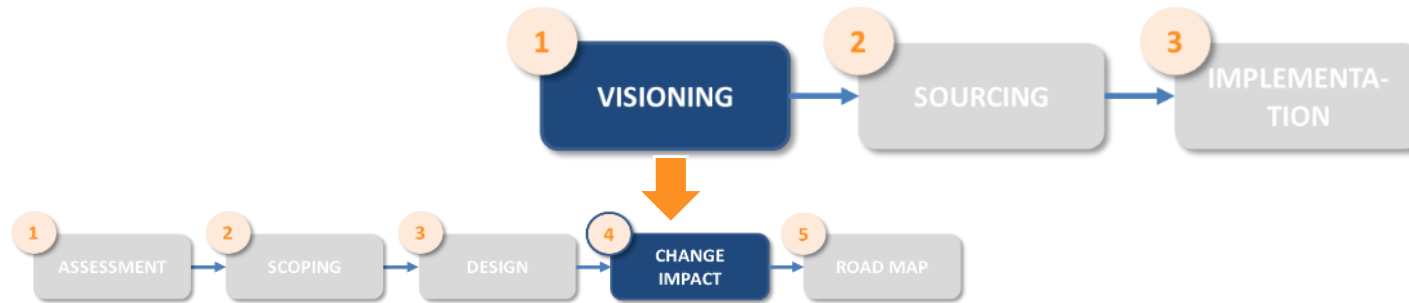 1
VISIONING
2
SOURCING
3
IMPLEMENTA-
TION
1
ASSESSMENT
2
SCOPING
3
DESIGN
4
CHANGE
IMPACT
5
ROAD MAP